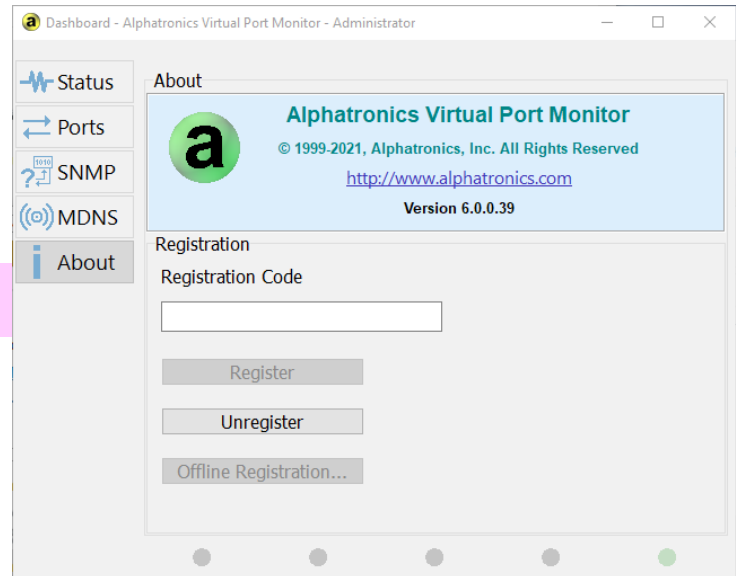 a Dashboard - Alphatronics Virtual Port Monitor - Administrator
Status
Ports
1010
SNMP
MDNS
About
About
a
Alphatronics Virtual Port Monitor
© 1999-2021, Alphatronics, Inc. All Rights Reserved
http://www.alphatronics.com
Version 6.0.0.39
Registration
Registration Code
Register
Unregister
Offline Registration...